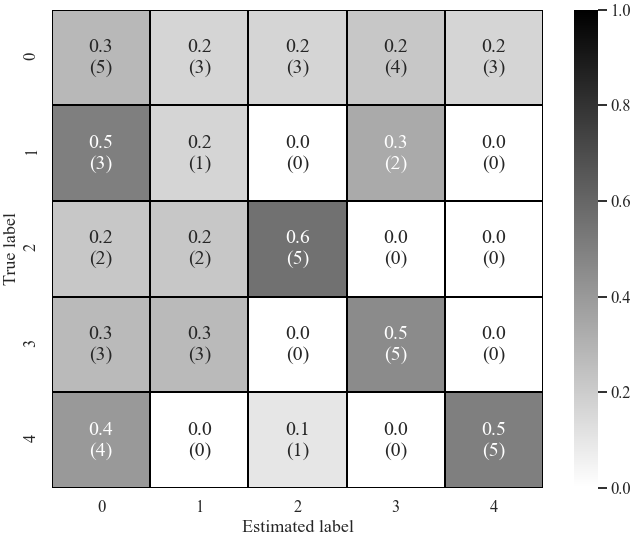 0.3 0.2 0.2 0.2 0.2
(5) (3) (3) (4) (3)
0
0.5 0.2 0.0 0.3 0.0
(3) (1) (0) (2) (0)
1
0.2 0.2 0.6 0.0 0.0
(2) (2) (5) (0) (0)
2
0.3 0.3 0.0 0.5 0.0
(3) (3) (0) (5) (0)
3
0.4 0.0 0.1 0.0 0.5
(4) (0) (1) (0) (5)
4
0 1 2 3 4
Estimated label
True label
1.0
0.8
0.6
0.4
0.2
0.0